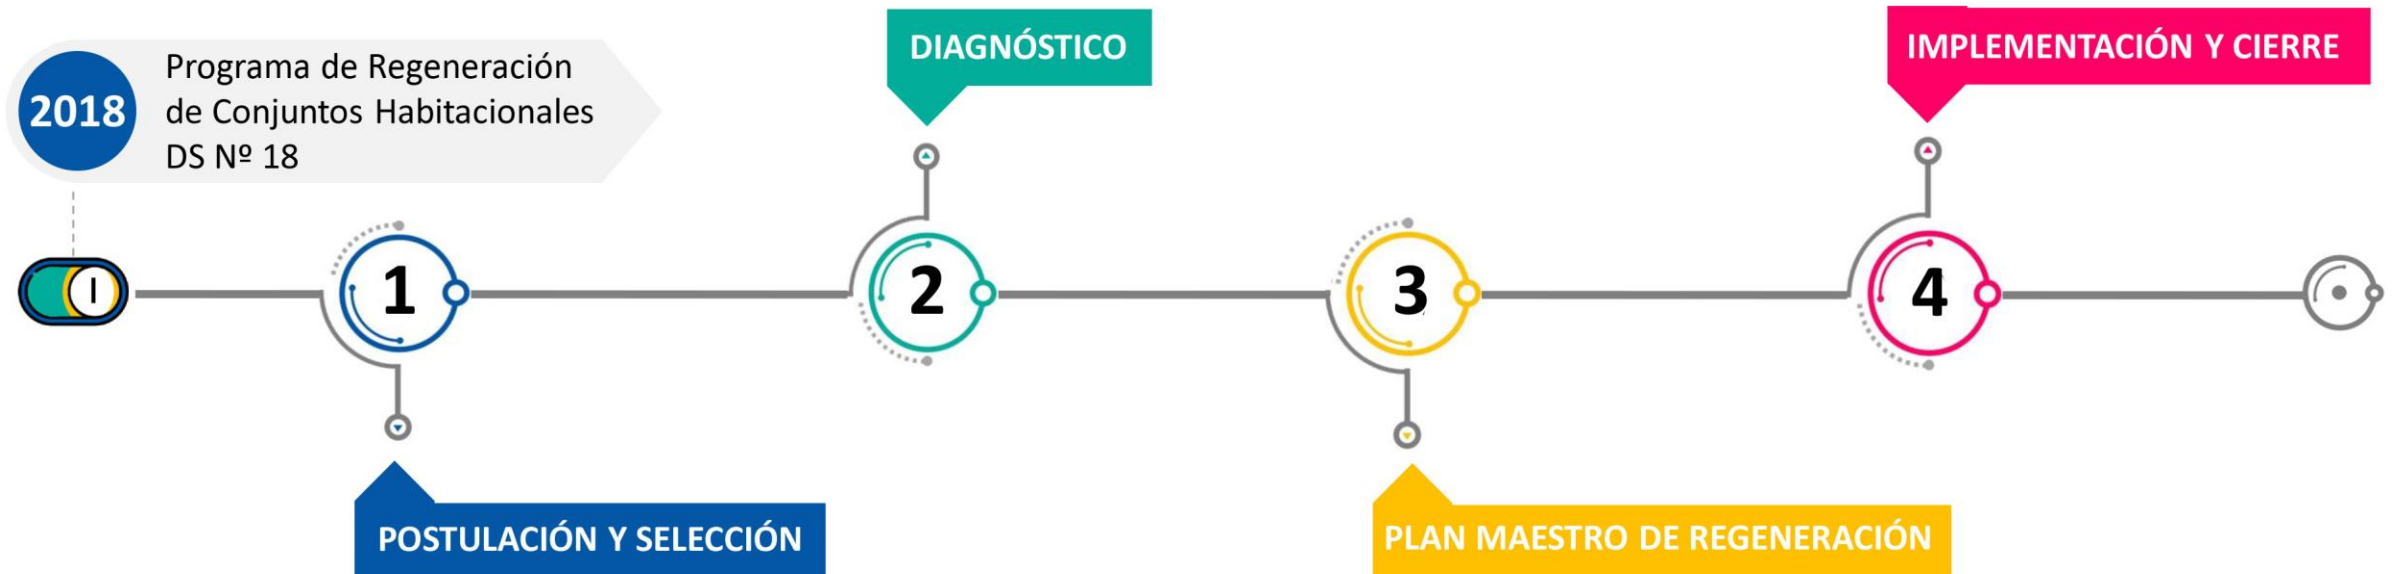 2018
Programa de Regeneración
de Conjuntos Habitacionales
DS Nº 18
1
POSTULACIÓN Y SELECCIÓN
2
DIAGNÓSTICO
3
PLAN MAESTRO DE REGENERACIÓN
4
IMPLEMENTACIÓN Y CIERRE